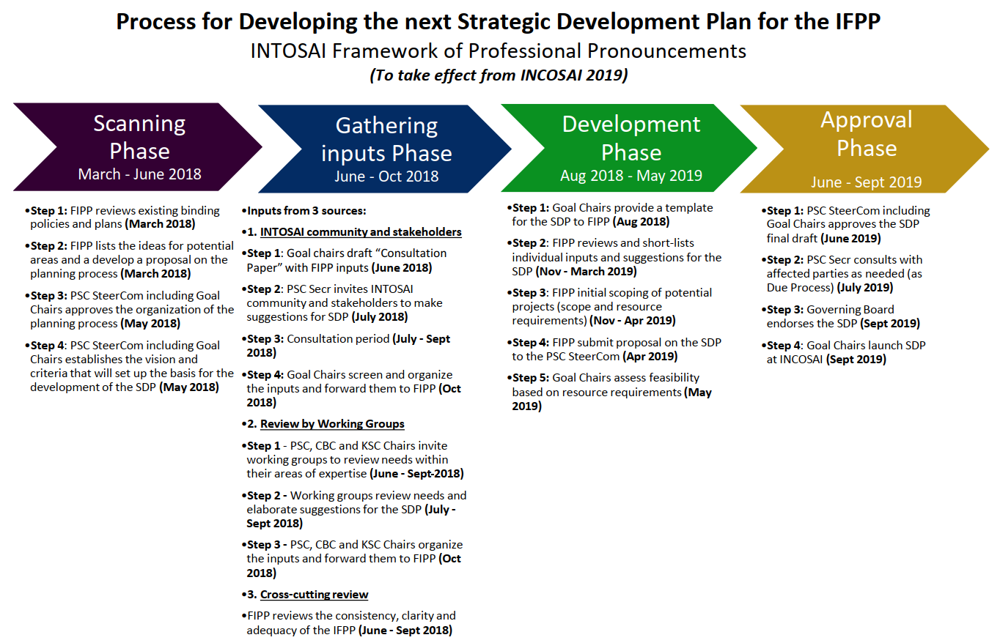 Process for Developing the next Strategic Development Plan for the IFPP
INTOSAI Framework of Professional Pronouncements
(To take effect from INCOSAI 2019)
Scanning
Phase
March - June 2018
•Step 1: FIPP reviews existing binding
policies and plans (March 2018)
•Step 2: FIPP lists the ideas for potential
areas and a develop a proposal on the
planning process (March 2018)
•Step 3: PSC SteerCom including Goal
Chairs approves the organization of the
planning process (May 2018)
•Step 4: PSC SteerCom including Goal
Chairs establishes the vision and
criteria that will set up the basis for the
development of the SDP (May 2018)
Gathering
inputs Phase
June - Oct 2018
•Inputs from 3 sources:
•1. INTOSAI community and stakeholders
•Step 1: Goal chairs draft “Consultation
Paper” with FIPP inputs (June 2018)
•Step 2: PSC Secr invites INTOSAI
community and stakeholders to make
suggestions for SDP (July 2018)
•Step 3: Consultation period (July - Sept
2018)
•Step 4: Goal Chairs screen and organize
the inputs and forward them to FIPP (Oct
2018)
•2. Review by Working Groups
•Step 1 - PSC, CBC and KSC Chairs invite
working groups to review needs within
their areas of expertise (June - Sept-2018)
•Step 2 - Working groups review needs and
elaborate suggestions for the SDP (July -
Sept 2018)
•Step 3 - PSC, CBC and KSC Chairs organize
the inputs and forward them to FIPP (Oct
2018)
•3. Cross-cutting review
•FIPP reviews the consistency, clarity and
adequacy of the IFPP (June - Sept 2018)
Development
Phase
Aug 2018 - May 2019
•Step 1: Goal Chairs provide a template
for the SDP to FIPP (Aug 2018)
•Step 2: FIPP reviews and short-lists
individual inputs and suggestions for the
SDP (Nov - March 2019)
•Step 3: FIPP initial scoping of potential
projects (scope and resource
requirements) (Nov - Apr 2019)
•Step 4: FIPP submit proposal on the SDP
to the PSC SteerCom (Apr 2019)
•Step 5: Goal Chairs assess feasibility
based on resource requirements (May
2019)
Approval
Phase
June - Sept 2019
•Step 1: PSC SteerCom including
Goal Chairs approves the SDP
final draft (June 2019)
•Step 2: PSC Secr consults with
affected parties as needed (as
Due Process) (July 2019)
•Step 3: Governing Board
endorses the SDP (Sept 2019)
•Step 4: Goal Chairs launch SDP
at INCOSAI (Sept 2019)